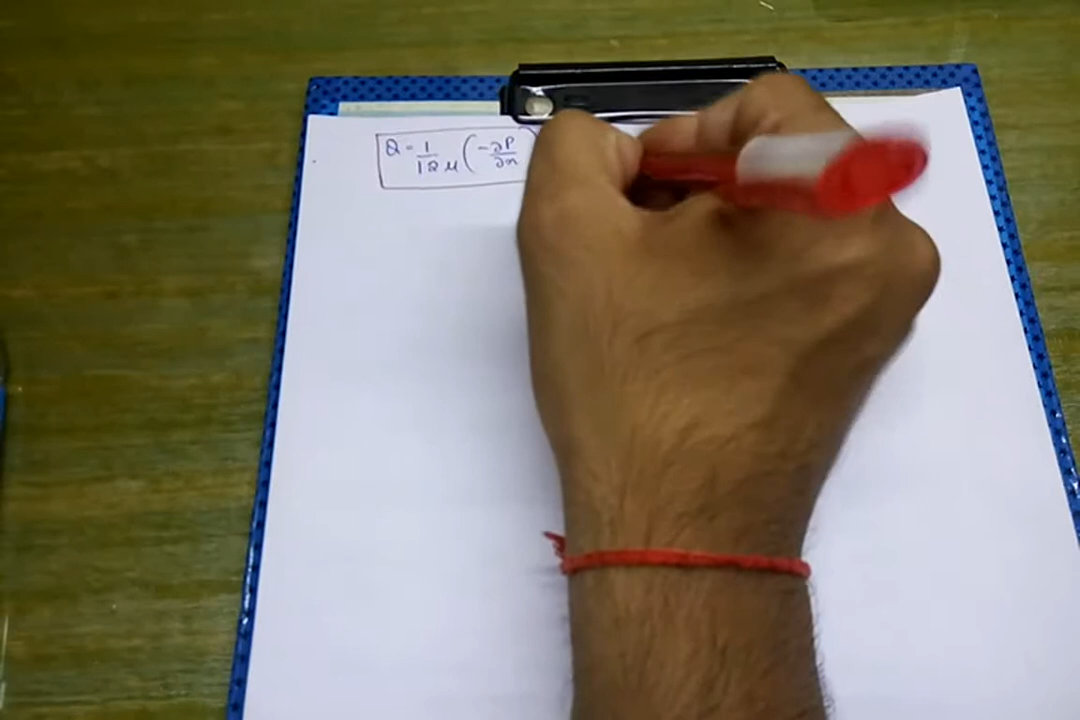 Q = 1/12μ (-∂P/∂x